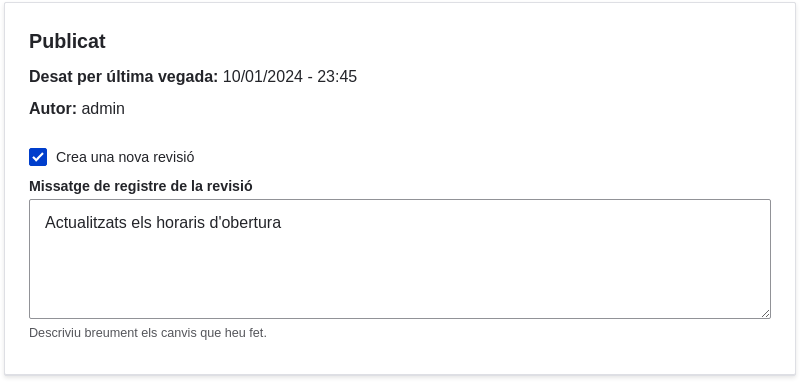 Publicat
Desat per última vegada: 10/01/2024 - 23:45
Autor: admin
Crea una nova revisió
Missatge de registre de la revisió
Actualitzats els horaris d'obertura
Descriviu breument els canvis que heu fet.